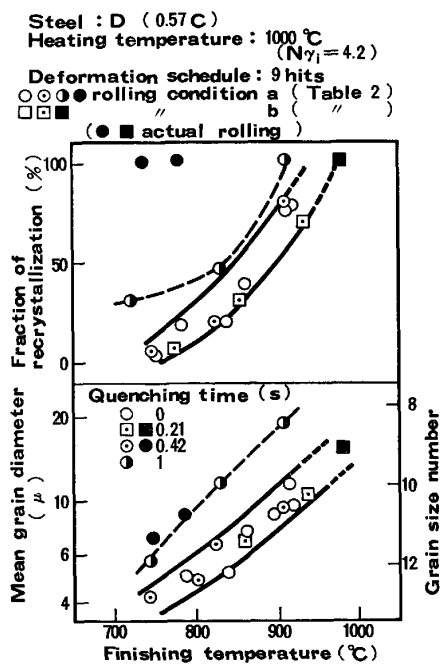 Steel : D ( 0.57 C )
Heating temperature : 1000 °C
( Nγi = 4.2 )
Deformation schedule : 9 hits
rolling condition a ( Table 2 )
〃 b ( 〃 )
( ● ■ actual rolling )
Fraction of recrystallization ( % )
100
50
0
Quenching time ( s )
0
0.21
0.42
1
Mean grain diameter ( μ )
20
10
6
4
Grain size number
8
10
12
700 800 900 1000
Finishing temperature ( °C )